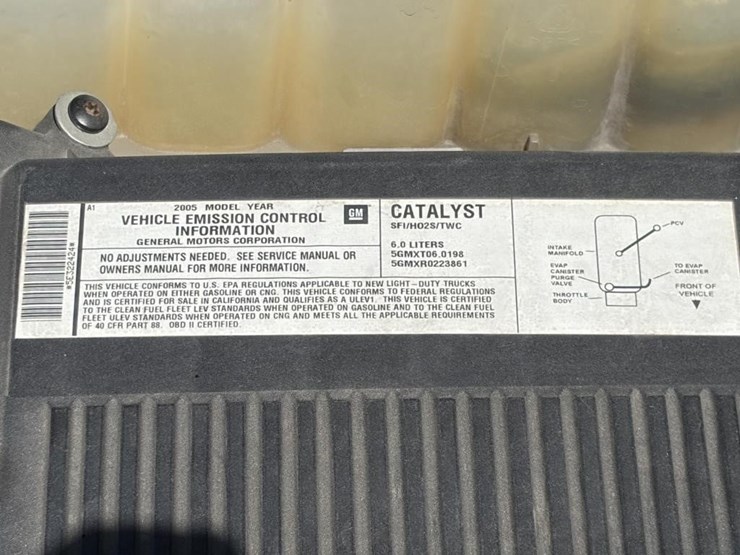 *5E322424*
A1
2005 MODEL YEAR
VEHICLE EMISSION CONTROL
INFORMATION
GENERAL MOTORS CORPORATION
GM
NO ADJUSTMENTS NEEDED. SEE SERVICE MANUAL OR
OWNERS MANUAL FOR MORE INFORMATION.
CATALYST
SFI/HO2S/TWC
6.0 LITERS
5GMXT06.0198
5GMXR0223861
THIS VEHICLE CONFORMS TO U.S. EPA REGULATIONS APPLICABLE TO NEW LIGHT-DUTY TRUCKS
WHEN OPERATED ON EITHER GASOLINE OR CNG. THIS VEHICLE CONFORMS TO FEDERAL REGULATIONS
AND IS CERTIFIED FOR SALE IN CALIFORNIA AND QUALIFIES AS A ULEV1. THIS VEHICLE IS CERTIFIED
TO THE CLEAN FUEL FLEET LEV STANDARDS WHEN OPERATED ON GASOLINE AND TO THE CLEAN FUEL
FLEET ULEV STANDARDS WHEN OPERATED ON CNG AND MEETS ALL THE APPLICABLE REQUIREMENTS
OF 40 CFR PART 88. OBD II CERTIFIED.
PCV
INTAKE
MANIFOLD
EVAP
CANISTER
PURGE
VALVE
THROTTLE
BODY
TO EVAP
CANISTER
FRONT OF
VEHICLE